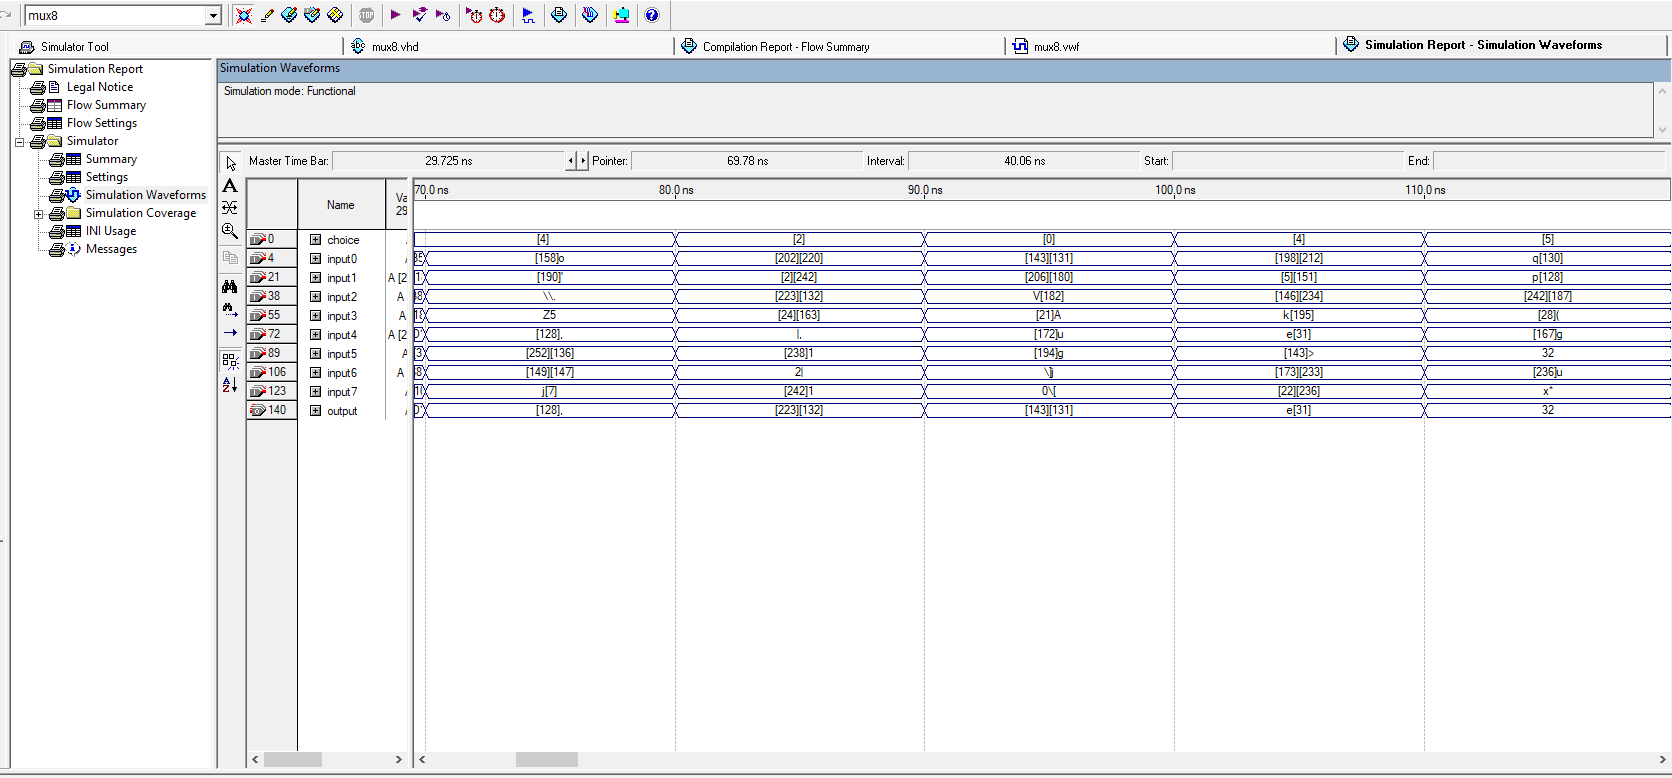 mux8
STOP
Simulator Tool
abc mux8.vhd
Compilation Report - Flow Summary
mux8.vwf
Simulation Report - Simulation Waveforms
Simulation Report
Legal Notice
Flow Summary
Flow Settings
Simulator
Summary
Settings
Simulation Waveforms
Simulation Coverage
INI Usage
Messages
Simulation Waveforms
Simulation mode: Functional
Master Time Bar: 29.725 ns Pointer: 69.78 ns Interval: 40.06 ns Start: End:
Name Va 29 70.0 ns 80.0 ns 90.0 ns 100.0 ns 110.0 ns
0 choice [4] [2] [0] [4] [5]
4 input0 [158]o [202][220] [143][131] [198][212] q[130]
21 input1 A [2 [190]' [2][242] [206][180] [5][151] p[128]
38 input2 A \\. [223][132] V[182] [146][234] [242][187]
55 input3 A Z5 [24][163] [21]A k[195] [28](
72 input4 A [2 [128], |, [172]u e[31] [167]g
89 input5 [252][136] [238]1 [194]g [143]> 32
106 input6 A [149][147] 2| \]j [173][233] [236]u
123 input7 j[7] [242]1 0\[ [22][236] x"
140 output [128], [223][132] [143][131] e[31] 32